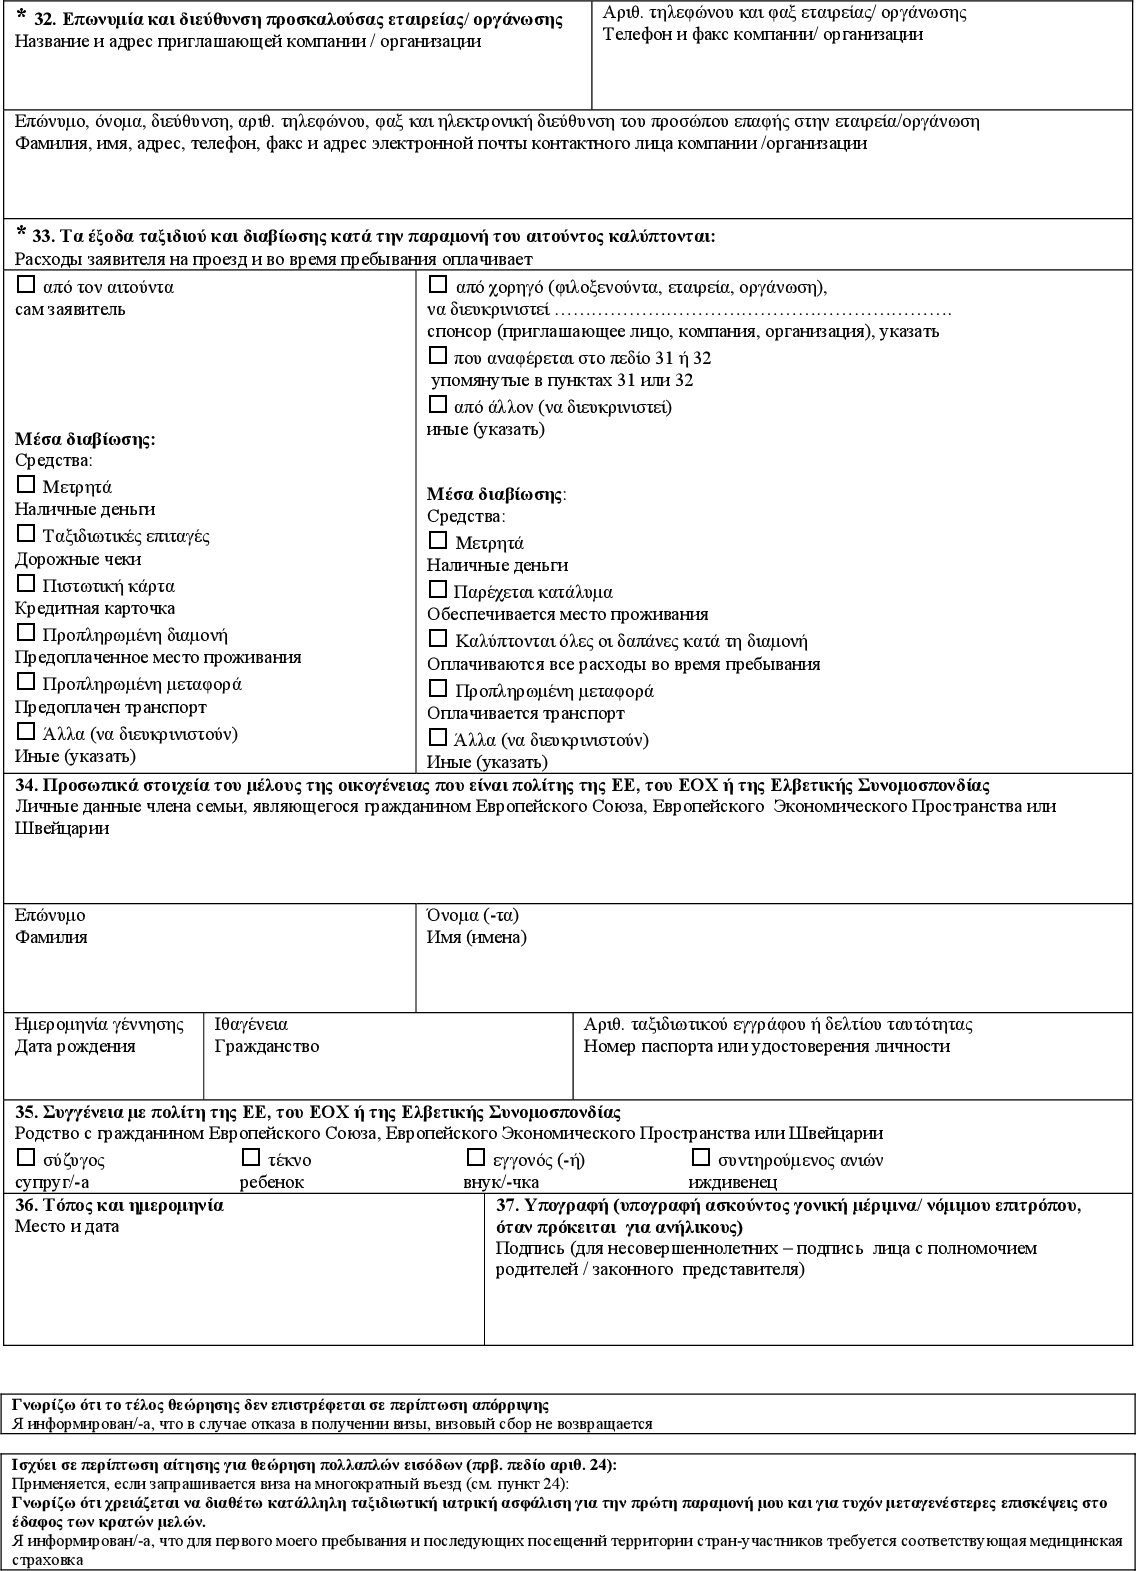 * 32. Επωνυμία και διεύθυνση προσκαλούσας εταιρείας/ οργάνωσης
Название и адрес приглашающей компании / организации
Αριθ. τηλεφώνου και φαξ εταιρείας/ οργάνωσης
Телефон и факс компании/ организации
Επώνυμο, όνομα, διεύθυνση, αριθ. τηλεφώνου, φαξ και ηλεκτρονική διεύθυνση του προσώπου επαφής στην εταιρεία/οργάνωση
Фамилия, имя, адрес, телефон, факс и адрес электронной почты контактного лица компании /организации
* 33. Τα έξοδα ταξιδιού και διαβίωσης κατά την παραμονή του αιτούντος καλύπτονται:
Расходы заявителя на проезд и во время пребывания оплачивает
☐ από τον αιτούντα
сам заявитель
Μέσα διαβίωσης:
Средства:
☐ Μετρητά
Наличные деньги
☐ Ταξιδιωτικές επιταγές
Дорожные чеки
☐ Πιστωτική κάρτα
Кредитная карточка
☐ Προπληρωμένη διαμονή
Предоплаченное место проживания
☐ Προπληρωμένη μεταφορά
Предоплачен транспорт
☐ Άλλα (να διευκρινιστούν)
Иные (указать)
☐ από χορηγό (φιλοξενούντα, εταιρεία, οργάνωση),
να διευκρινιστεί ……………………………………………………….
спонсор (приглашающее лицо, компания, организация), указать
☐ που αναφέρεται στο πεδίο 31 ή 32
упомянутые в пунктах 31 или 32
☐ από άλλον (να διευκρινιστεί)
иные (указать)
Μέσα διαβίωσης:
Средства:
☐ Μετρητά
Наличные деньги
☐ Παρέχεται κατάλυμα
Обеспечивается место проживания
☐ Καλύπτονται όλες οι δαπάνες κατά τη διαμονή
Оплачиваются все расходы во время пребывания
☐ Προπληρωμένη μεταφορά
Оплачивается транспорт
☐ Άλλα (να διευκρινιστούν)
Иные (указать)
34. Προσωπικά στοιχεία του μέλους της οικογένειας που είναι πολίτης της ΕΕ, του ΕΟΧ ή της Ελβετικής Συνομοσπονδίας
Личные данные члена семьи, являющегося гражданином Европейского Союза, Европейского Экономического Пространства или
Швейцарии
Επώνυμο
Фамилия
Όνομα (-τα)
Имя (имена)
Ημερομηνία γέννησης
Дата рождения
Ιθαγένεια
Гражданство
Αριθ. ταξιδιωτικού εγγράφου ή δελτίου ταυτότητας
Номер паспорта или удостоверения личности
35. Συγγένεια με πολίτη της ΕΕ, του ΕΟΧ ή της Ελβετικής Συνομοσπονδίας
Родство с гражданином Европейского Союза, Европейского Экономического Пространства или Швейцарии
☐ σύζυγος ☐ τέκνο ☐ εγγονός (-ή) ☐ συντηρούμενος ανιών
супруг/-а ребенок внук/-чка иждивенец
36. Τόπος και ημερομηνία
Место и дата
37. Υπογραφή (υπογραφή ασκούντος γονική μέριμνα/ νόμιμου επιτρόπου,
όταν πρόκειται για ανήλικους)
Подпись (для несовершеннолетних – подпись лица с полномочием
родителей / законного представителя)
Γνωρίζω ότι το τέλος θεώρησης δεν επιστρέφεται σε περίπτωση απόρριψης
Я информирован/-а, что в случае отказа в получении визы, визовый сбор не возвращается
Ισχύει σε περίπτωση αίτησης για θεώρηση πολλαπλών εισόδων (πρβ. πεδίο αριθ. 24):
Применяется, если запрашивается виза на многократный въезд (см. пункт 24):
Γνωρίζω ότι χρειάζεται να διαθέτω κατάλληλη ταξιδιωτική ιατρική ασφάλιση για την πρώτη παραμονή μου και για τυχόν μεταγενέστερες επισκέψεις στο
έδαφος των κρατών μελών.
Я информирован/-а, что для первого моего пребывания и последующих посещений территории стран-участников требуется соответствующая медицинская
страховка